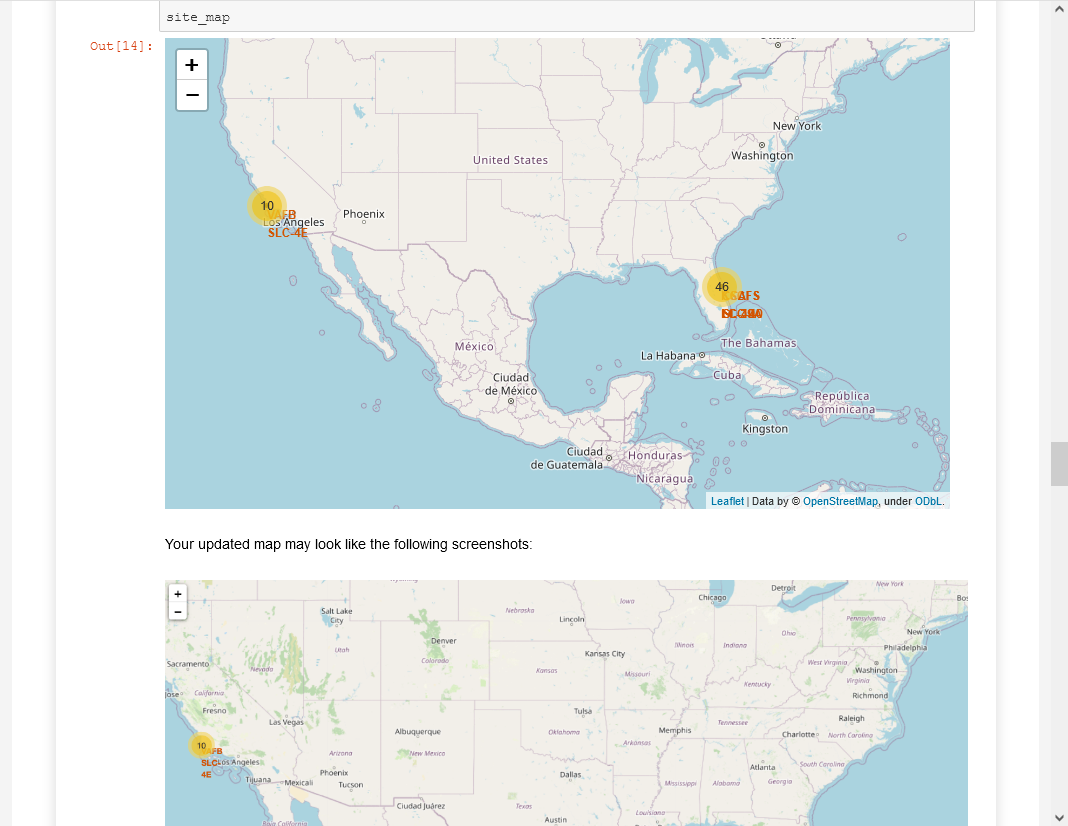 site_map
Out[14]:
+
−
New York
Washington
United States
10
Phoenix
Los Angeles
SLC-4E
46
The Bahamas
México
La Habana
Cuba
Ciudad
de México
República
Dominicana
Kingston
Ciudad
de Guatemala
Honduras
Nicaragua
Leaflet | Data by © OpenStreetMap, under ODbL.
Your updated map may look like the following screenshots:
+
−
New York
Detroit
Chicago
Iowa
Nebraska
Salt Lake
City
Lincoln
Pennsylvania
Ohio
New York
Denver
Utah
Illinois
Indiana
Philadelphia
Kansas City
Colorado
Sacramento
Nevada
West Virginia
Washington
Kansas
Missouri
Kentucky
Virginia
California
Richmond
Fresno
Tulsa
Raleigh
Las Vegas
Tennessee
Albuquerque
Oklahoma
Memphis
Charlotte
North Carolina
10
Arkansas
Arizona
New Mexico
SLC-
Los Angeles
4E
Atlanta
South Carolina
Phoenix
Dallas
Tijuana
Mexicali
Tucson
Mississippi
Alabama
Georgia
Ciudad Juárez
Texas
Louisiana
Austin
Baja California